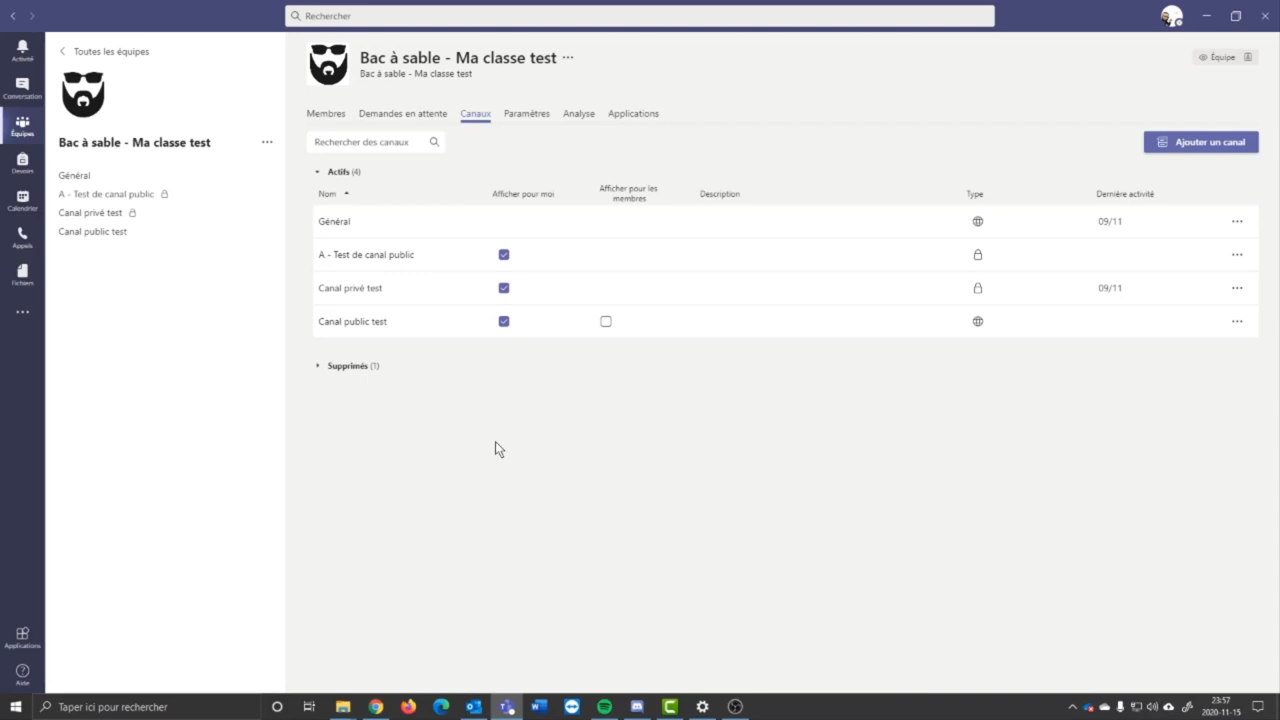 Rechercher
Activité
Conversation
Équipes
Devoirs
Calendrier
Appels
Fichiers
Applications
Aide
Toutes les équipes
Bac à sable - Ma classe test
Général
A - Test de canal public
Canal privé test
Canal public test
Bac à sable - Ma classe test
Bac à sable - Ma classe test
Équipe
Membres Demandes en attente Canaux Paramètres Analyse Applications
Rechercher des canaux
Ajouter un canal
Actifs (4)
Nom Afficher pour moi Afficher pour les membres Description Type Dernière activité
Général 09/11
A - Test de canal public
Canal privé test 09/11
Canal public test
Supprimés (1)
Taper ici pour rechercher
23:57
2020-11-15